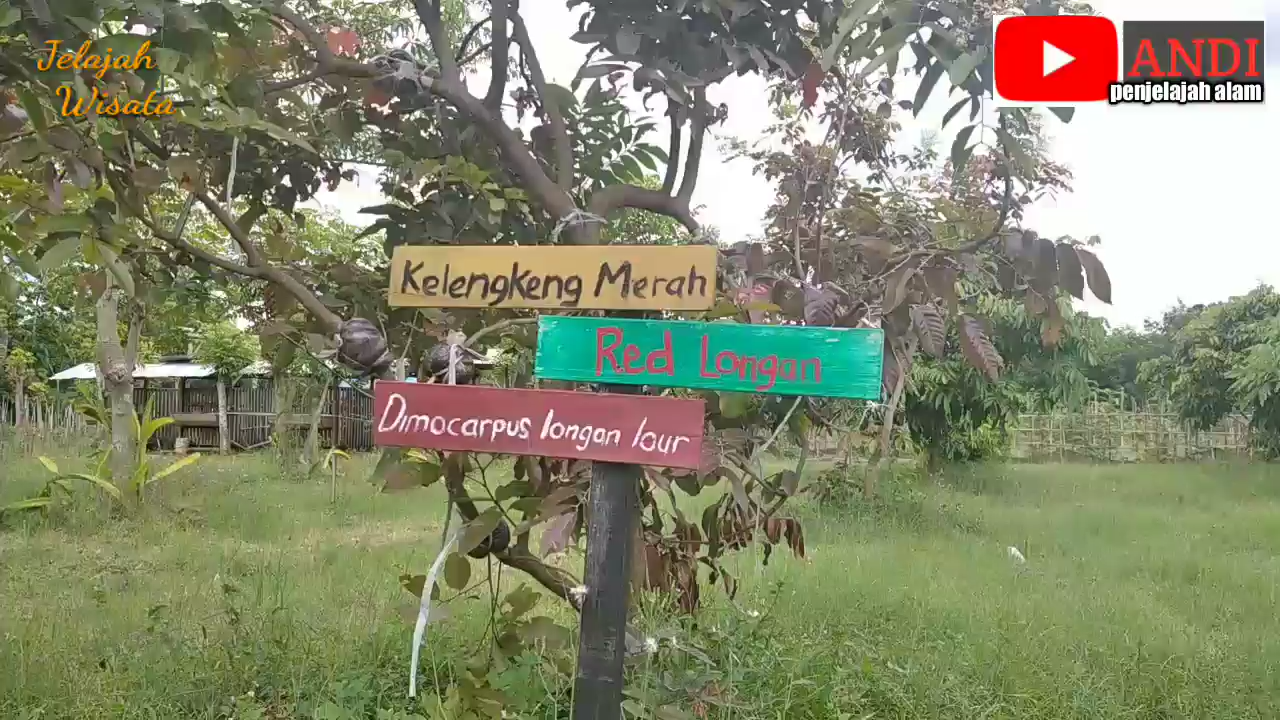 Jelajah
Wisata
ANDI
penjelajah alam
Kelengkeng Merah
Red Longan
Dimocarpus longan lour